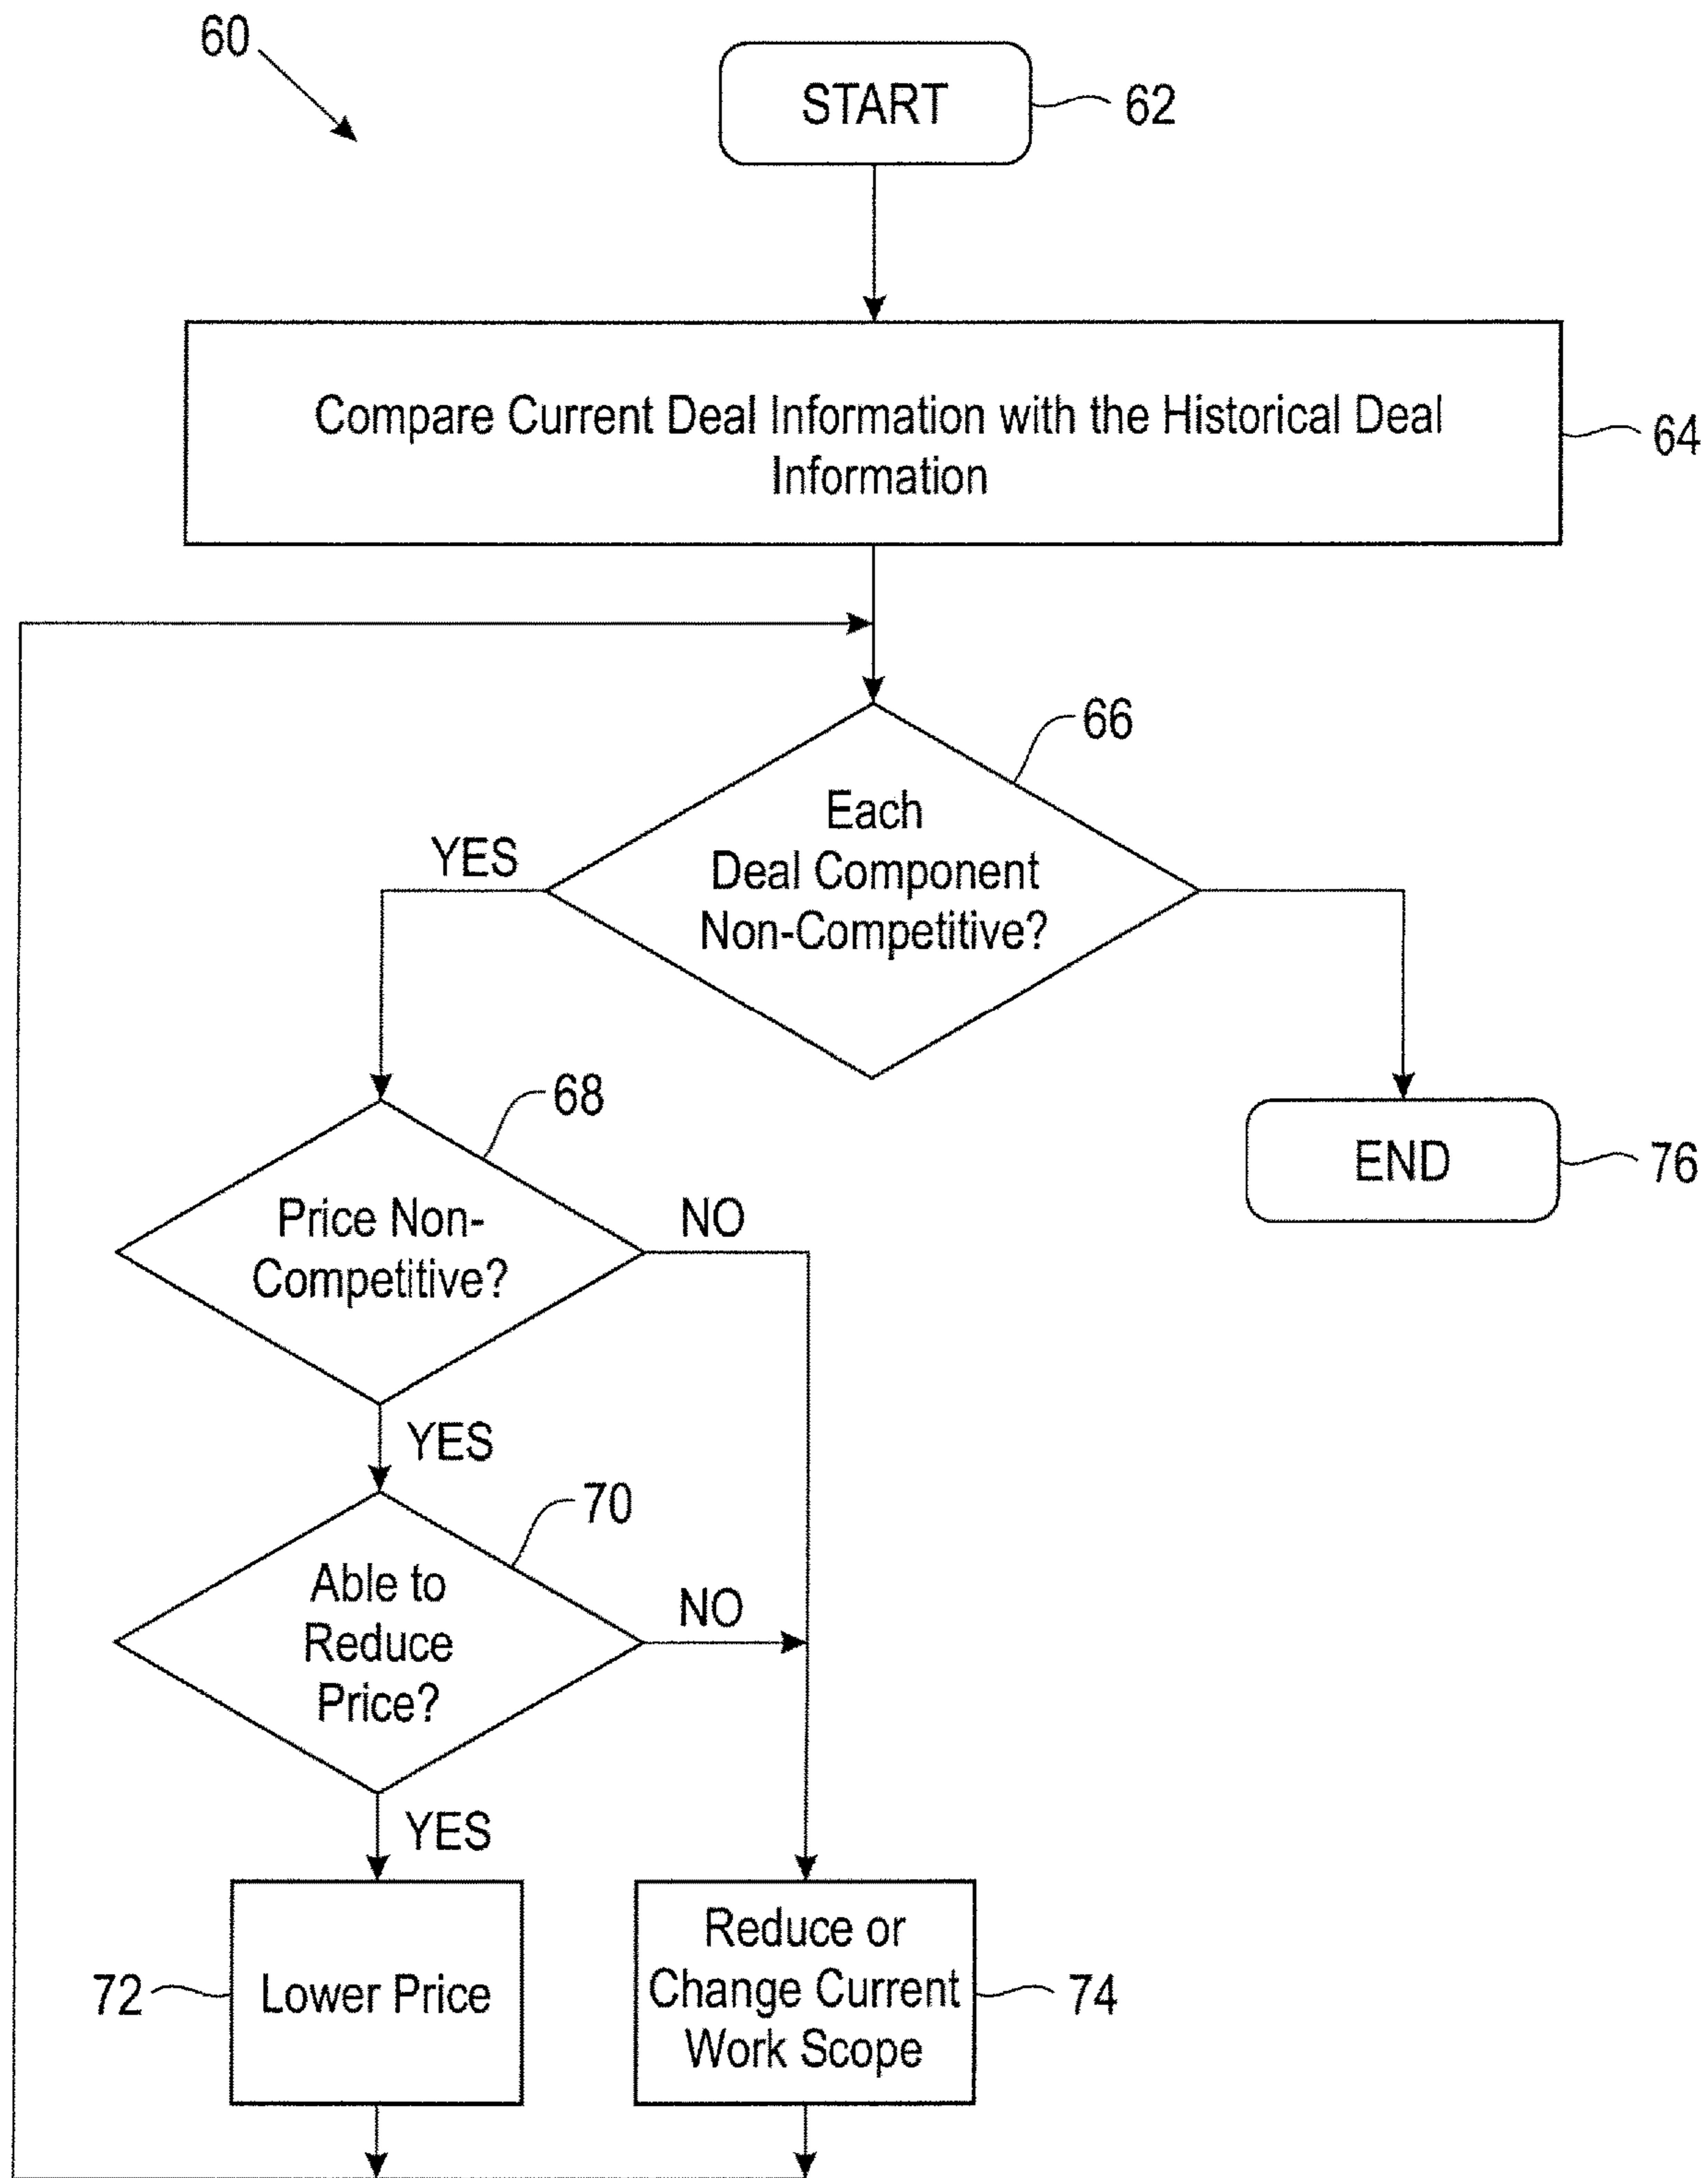 60
START
62
Compare Current Deal Information with the Historical Deal
Information
64
66
Each
Deal Component
Non-Competitive?
YES
68
Price Non-
Competitive?
NO
END
76
YES
70
Able to
Reduce
Price?
NO
YES
72
Lower Price
Reduce or
Change Current
Work Scope
74